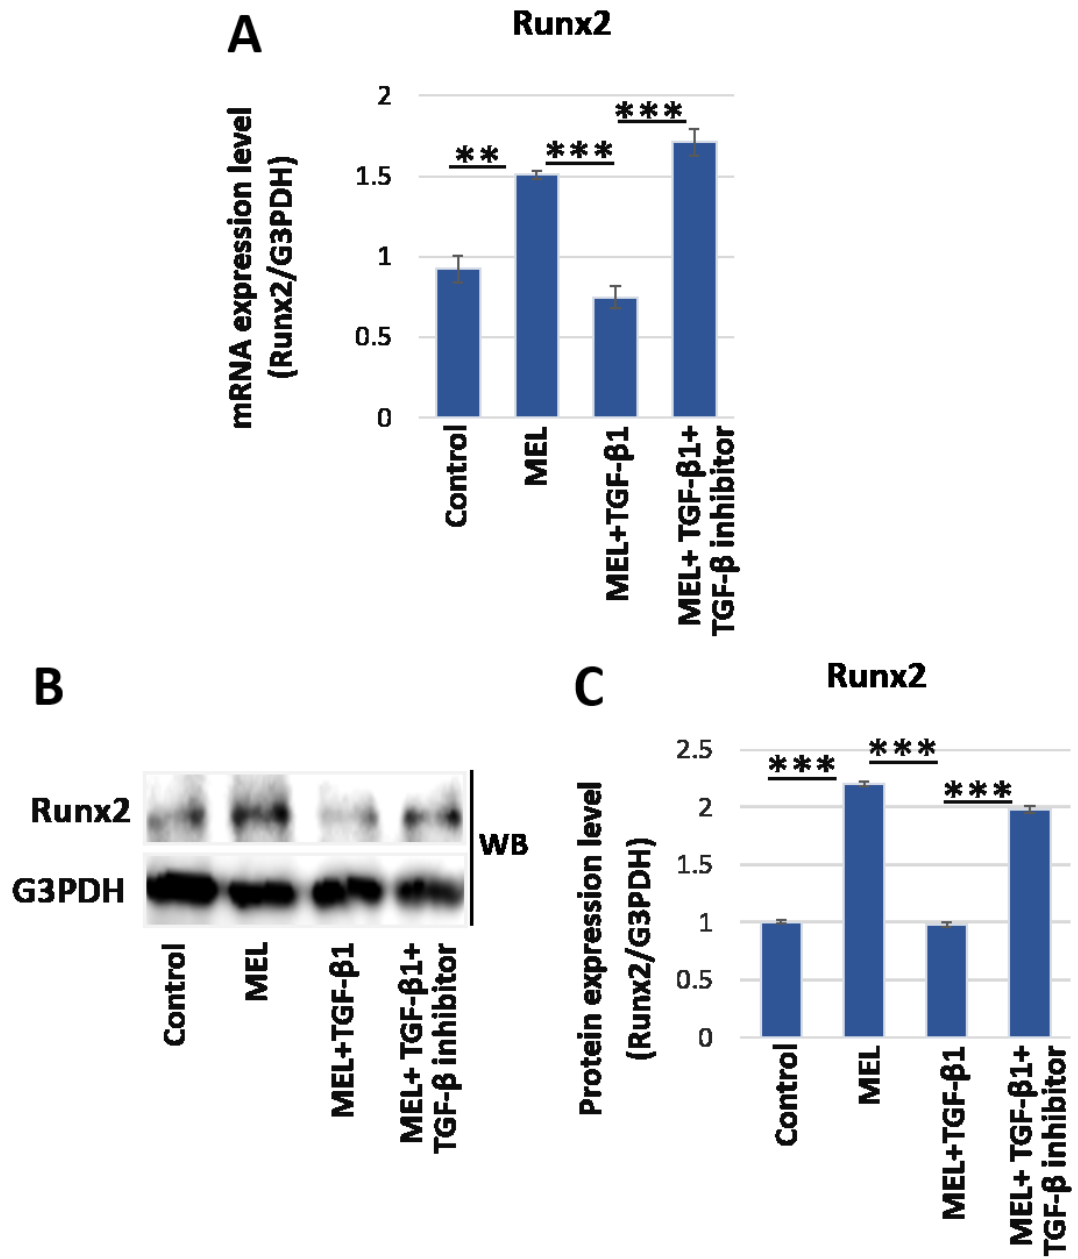 A
Runx2
mRNA expression level
(Runx2/G3PDH)
2
1.5
1
0.5
0
**
***
***
Control
MEL
MEL+TGF-β1
MEL+ TGF-β1+
TGF-β inhibitor
B
Runx2
G3PDH
WB
Control
MEL
MEL+TGF-β1
MEL+ TGF-β1+
TGF-β inhibitor
C
Runx2
Protein expression level
(Runx2/G3PDH)
2.5
2
1.5
1
0.5
0
***
***
***
Control
MEL
MEL+TGF-β1
MEL+ TGF-β1+
TGF-β inhibitor